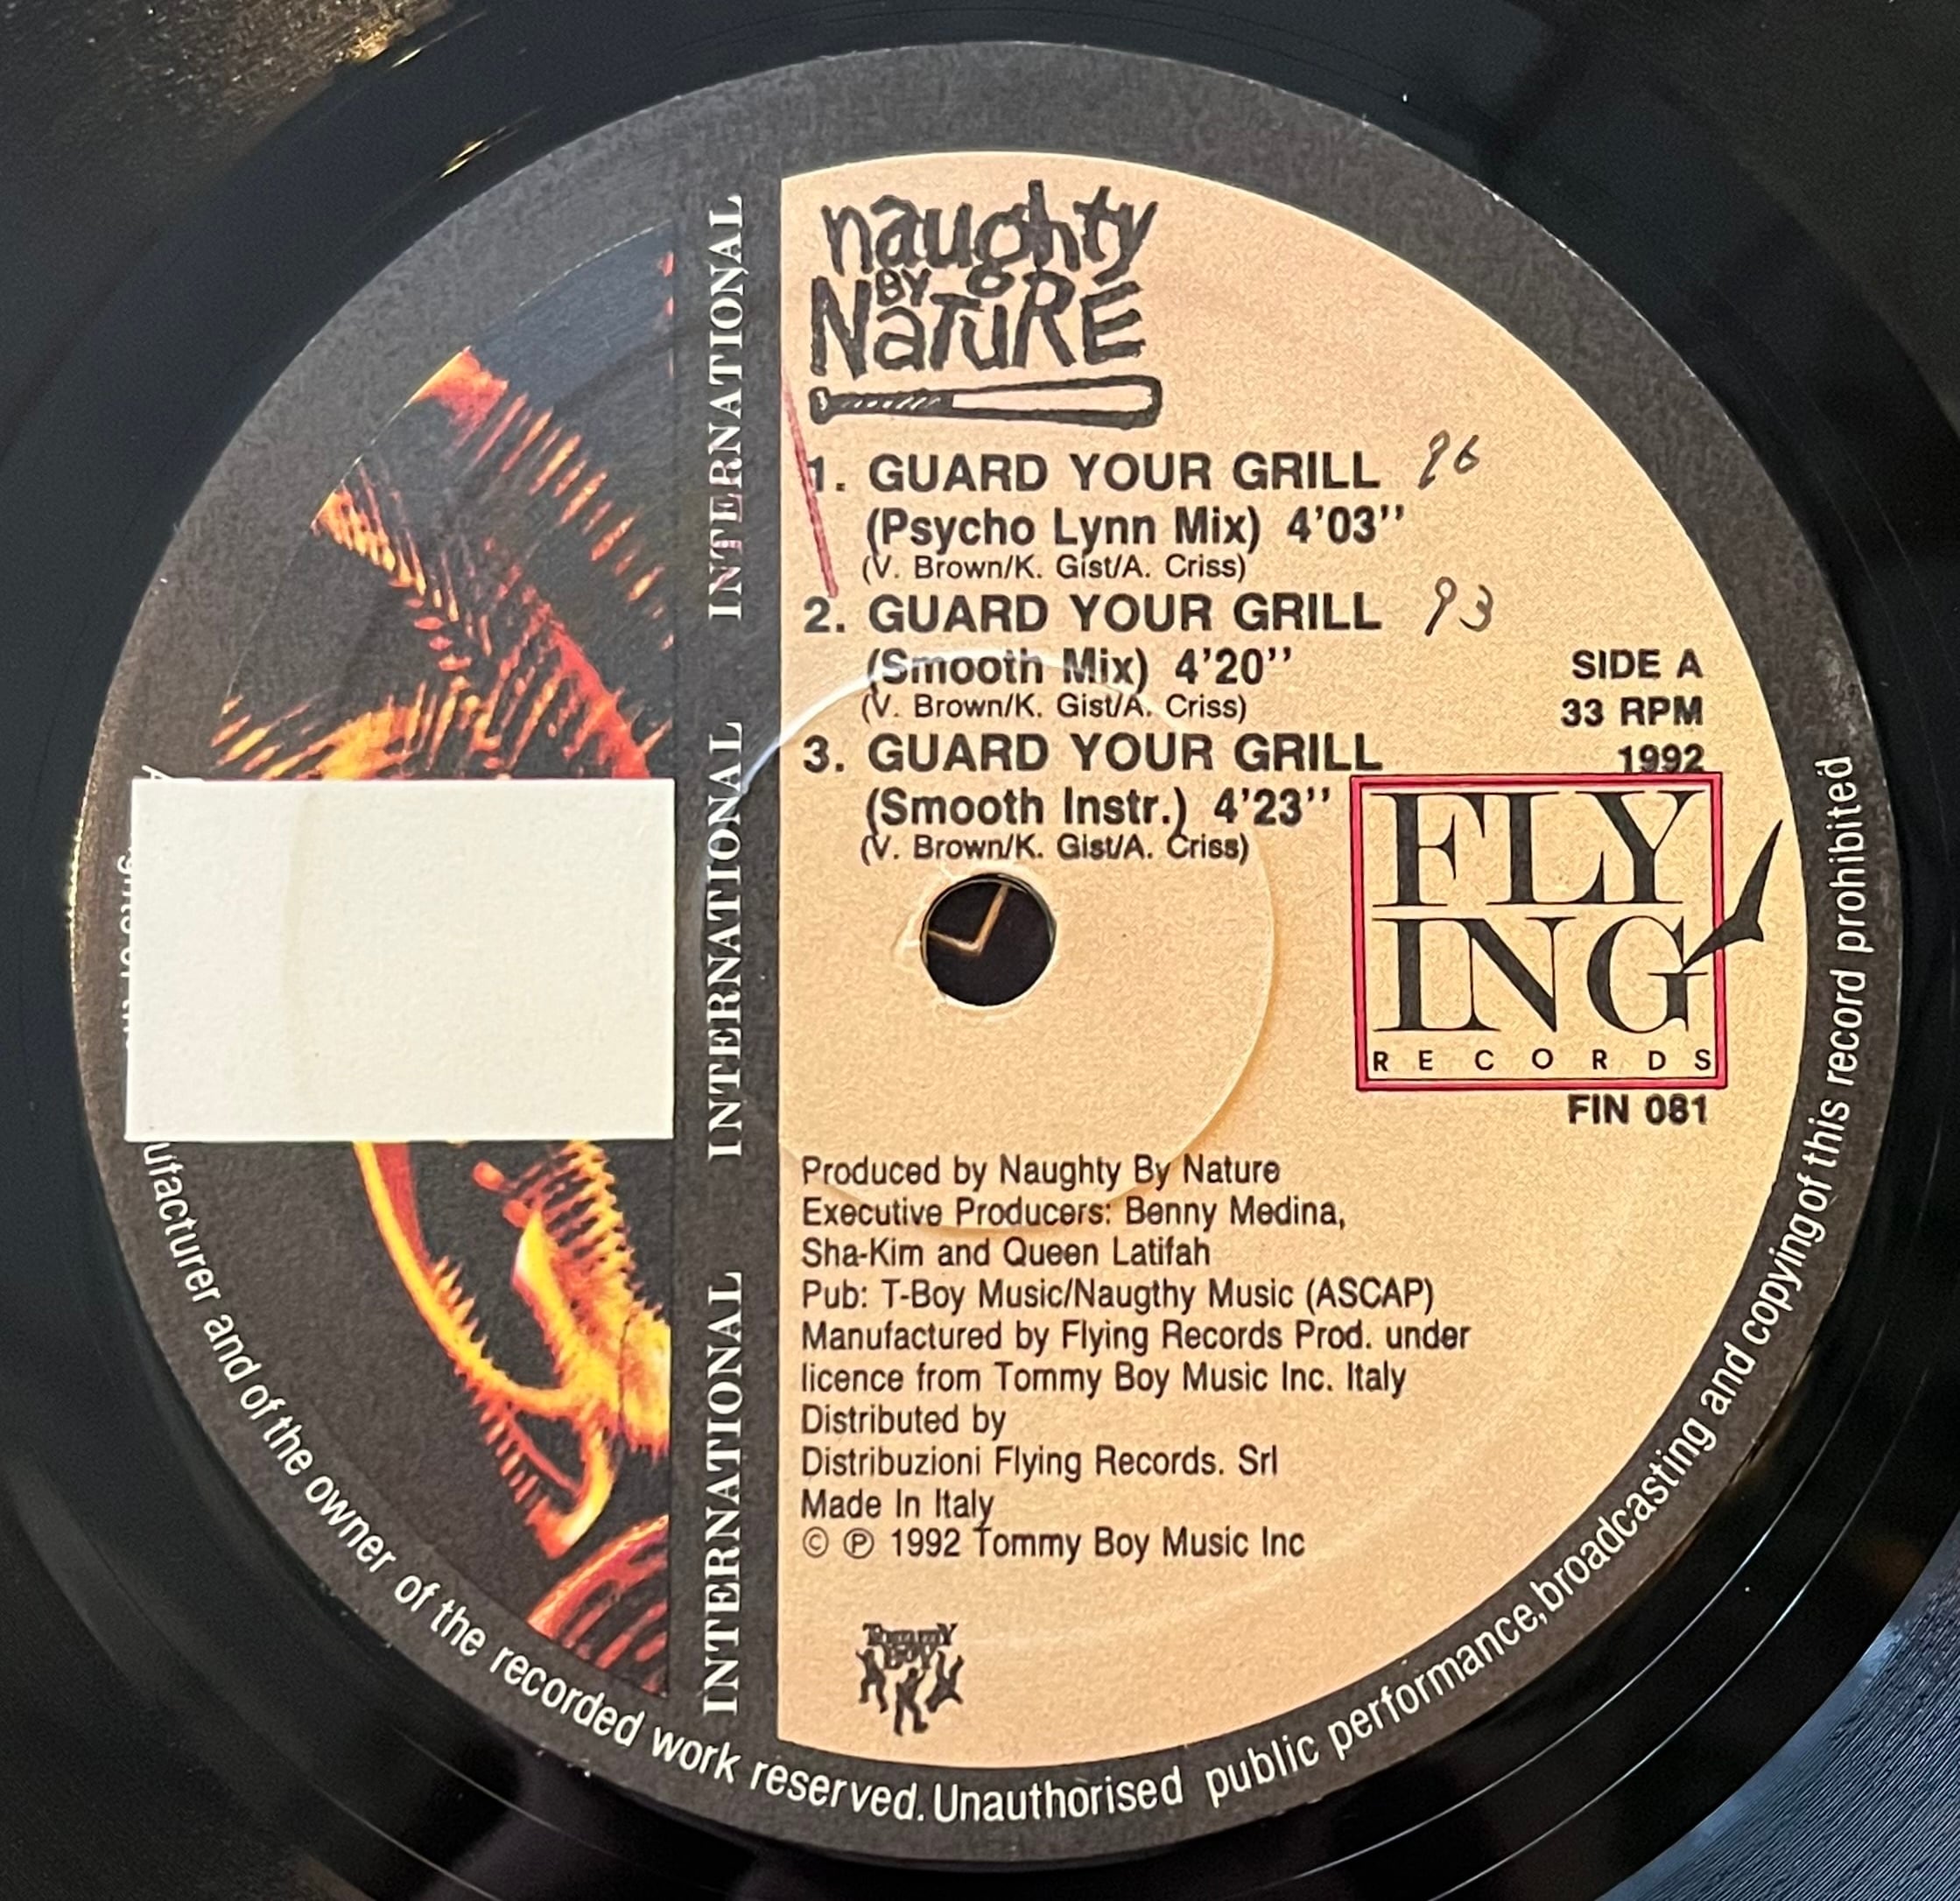 naughty
BY
NaTuRE
1. GUARD YOUR GRILL 96
(Psycho Lynn Mix) 4'03''
(V. Brown/K. Gist/A. Criss)
2. GUARD YOUR GRILL 93
(Smooth Mix) 4'20''
(V. Brown/K. Gist/A. Criss)
3. GUARD YOUR GRILL
(Smooth Instr.) 4'23''
(V. Brown/K. Gist/A. Criss)
SIDE A
33 RPM
1992
FLY
ING
RECORDS
FIN 081
Produced by Naughty By Nature
Executive Producers: Benny Medina,
Sha-Kim and Queen Latifah
Pub: T-Boy Music/Naugthy Music (ASCAP)
Manufactured by Flying Records Prod. under
licence from Tommy Boy Music Inc. Italy
Distributed by
Distribuzioni Flying Records. Srl
Made In Italy
© ℗ 1992 Tommy Boy Music Inc
TOMMY
BOY
INTERNATIONAL INTERNATIONAL INTERNATIONAL
and of the owner of the recorded work reserved. Unauthorised public performance, broadcasting and copying of this record prohibited